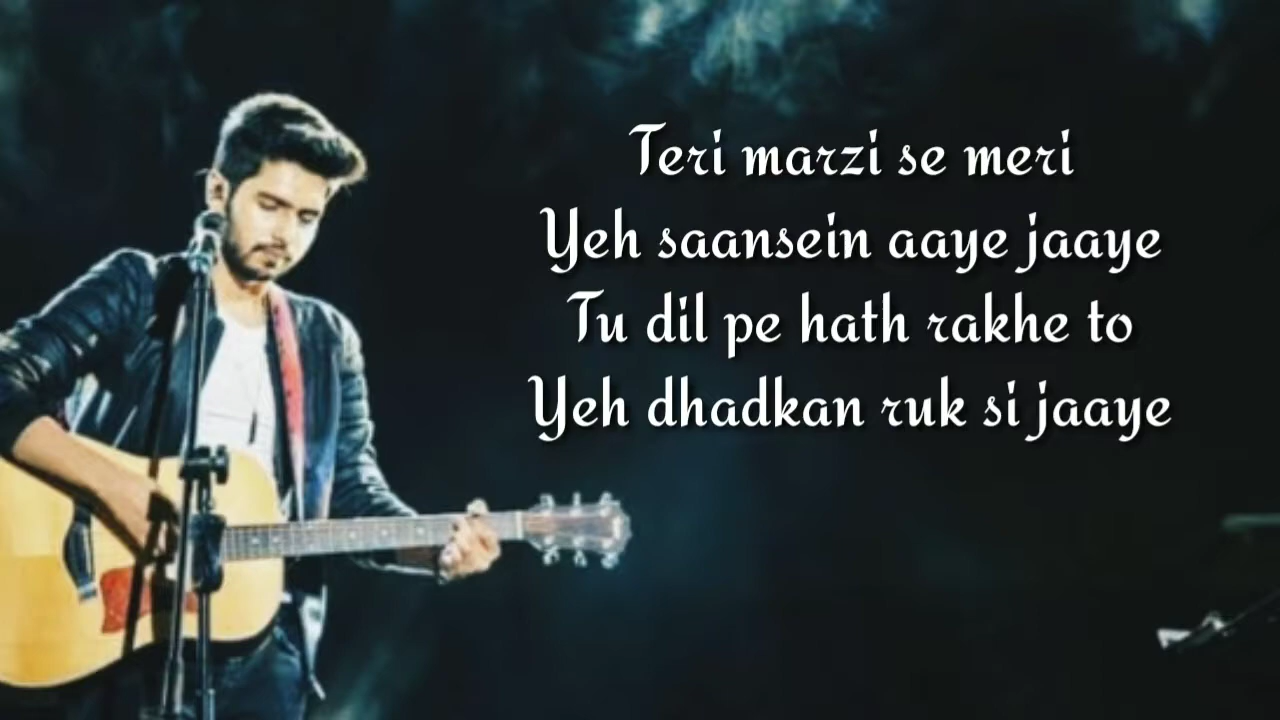 Teri marzi se meri
Yeh saansein aaye jaaye
Tu dil pe hath rakhe to
Yeh dhadkan ruk si jaaye